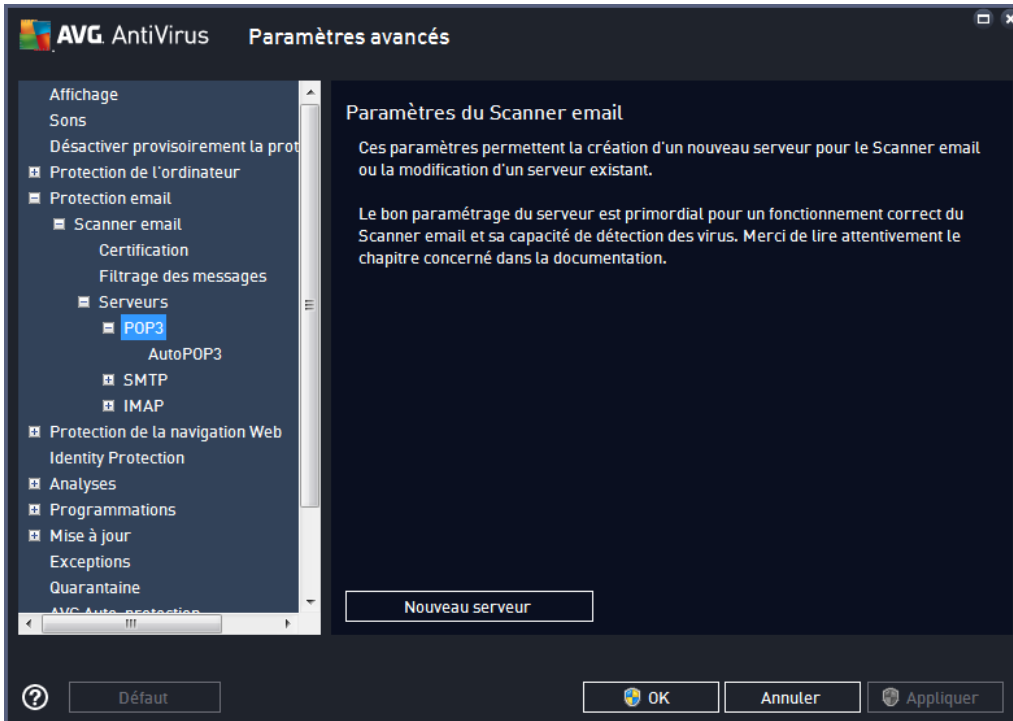 AVG. AntiVirus Paramètres avancés
Affichage
Sons
Désactiver provisoirement la prot
Protection de l'ordinateur
Protection email
Scanner email
Certification
Filtrage des messages
Serveurs
POP3
AutoPOP3
SMTP
IMAP
Protection de la navigation Web
Identity Protection
Analyses
Programmations
Mise à jour
Exceptions
Quarantaine
AVG Auto-protection
Paramètres du Scanner email
Ces paramètres permettent la création d'un nouveau serveur pour le Scanner email
ou la modification d'un serveur existant.
Le bon paramétrage du serveur est primordial pour un fonctionnement correct du
Scanner email et sa capacité de détection des virus. Merci de lire attentivement le
chapitre concerné dans la documentation.
Nouveau serveur
Défaut
OK
Annuler
Appliquer